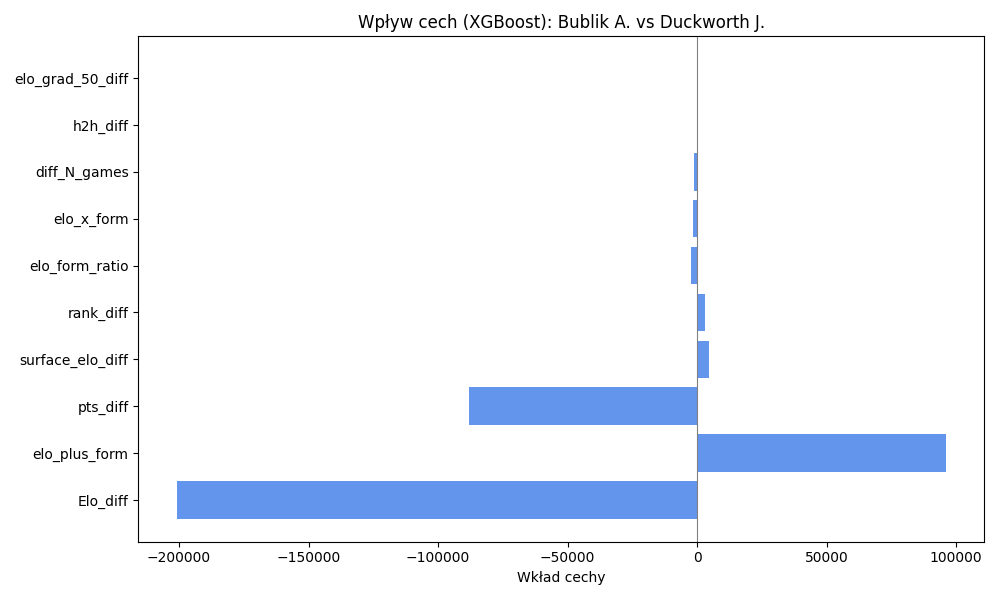 Wpływ cech (XGBoost): Bublik A. vs Duckworth J.
elo_grad_50_diff
h2h_diff
diff_N_games
elo_x_form
elo_form_ratio
rank_diff
surface_elo_diff
pts_diff
elo_plus_form
Elo_diff
−200000 −150000 −100000 −50000 0 50000 100000
Wkład cechy